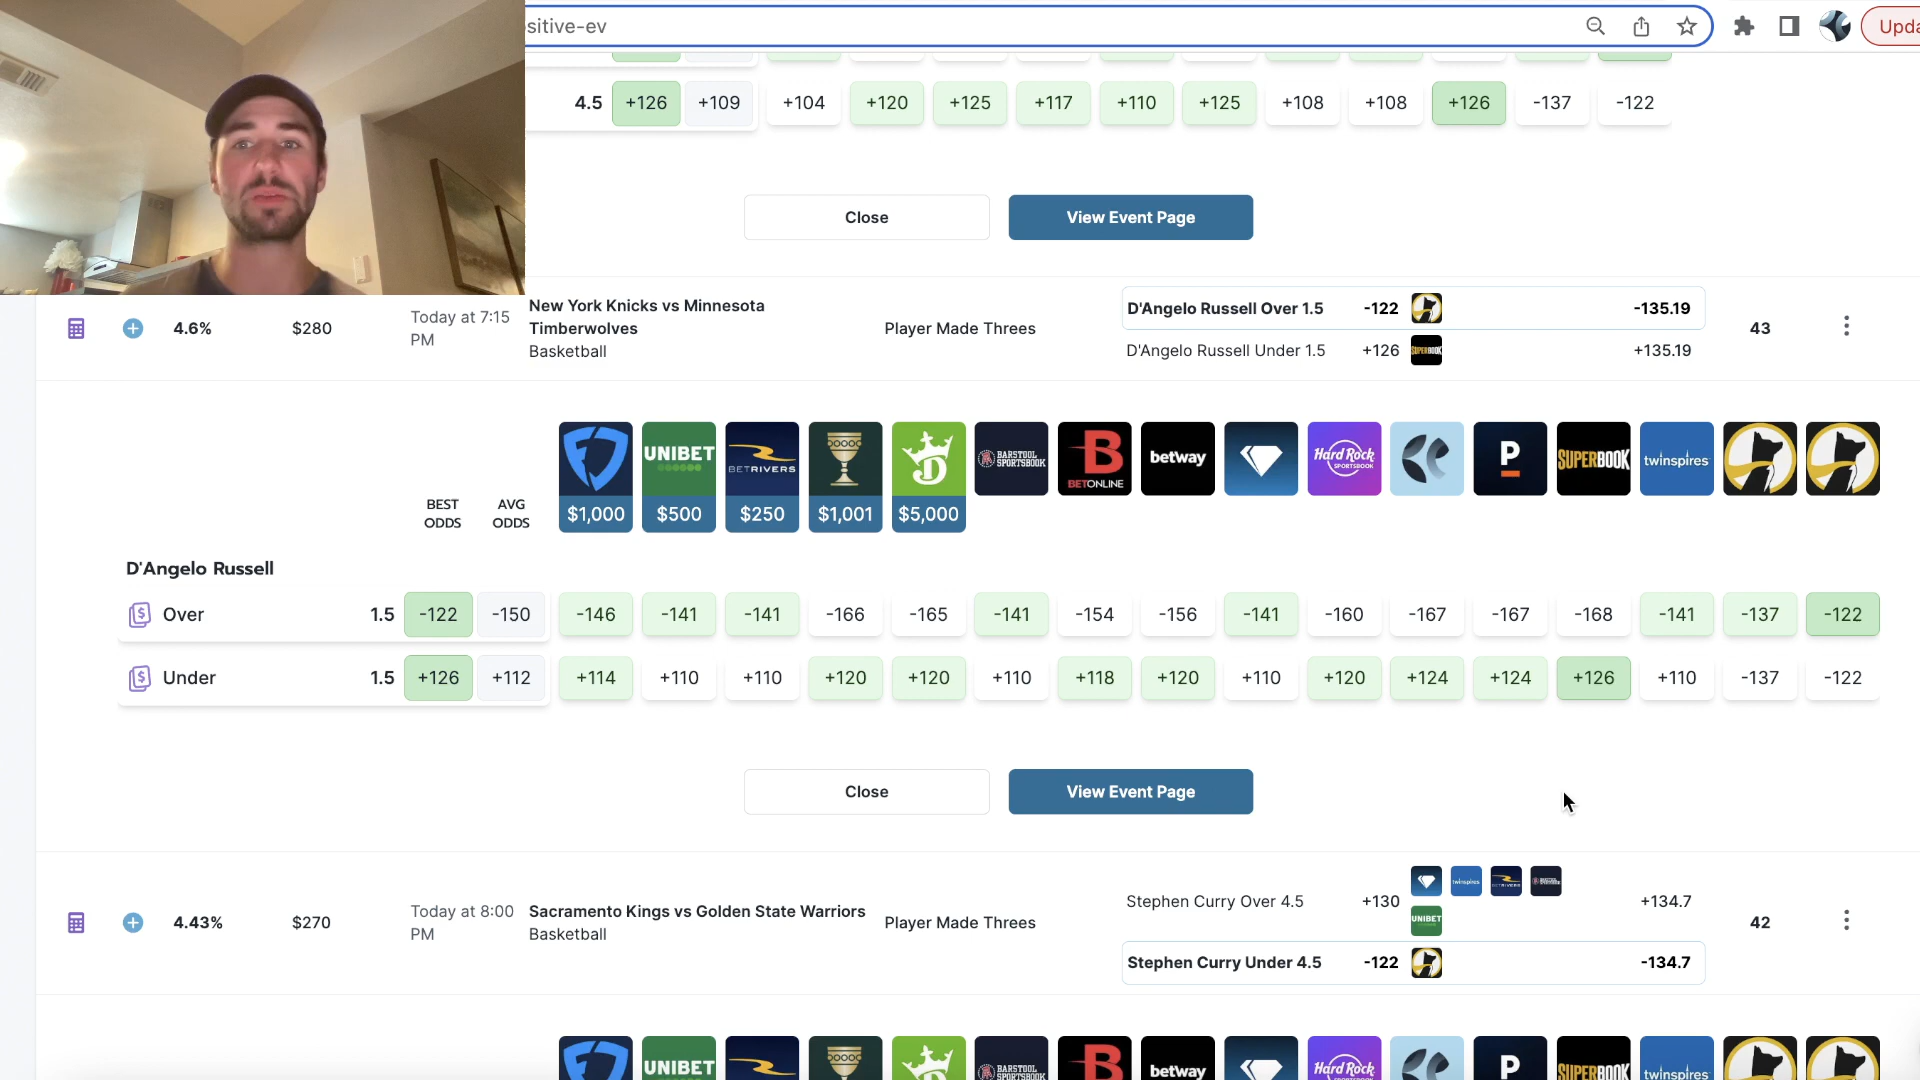 sitive-ev
Upda
4.5 +126 +109 +104 +120 +125 +117 +110 +125 +108 +108 +126 -137 -122
Close View Event Page
4.6% $280 Today at 7:15 PM
New York Knicks vs Minnesota Timberwolves
Basketball
Player Made Threes
D'Angelo Russell Over 1.5 -122 -135.19
D'Angelo Russell Under 1.5 +126 SUPERBOOK +135.19
43
BEST ODDS
AVG ODDS
UNIBET BETRIVERS BARSTOOL SPORTSBOOK B BETONLINE betway Hard Rock SPORTSBOOK P SUPERBOOK twinspires
$1,000 $500 $250 $1,001 $5,000
D'Angelo Russell
Over 1.5 -122 -150 -146 -141 -141 -166 -165 -141 -154 -156 -141 -160 -167 -167 -168 -141 -137 -122
Under 1.5 +126 +112 +114 +110 +110 +120 +120 +110 +118 +120 +110 +120 +124 +124 +126 +110 -137 -122
Close View Event Page
4.43% $270 Today at 8:00 PM
Sacramento Kings vs Golden State Warriors
Basketball
Player Made Threes
Stephen Curry Over 4.5 +130 twinspires BETRIVERS UNIBET +134.7
Stephen Curry Under 4.5 -122 -134.7
42
UNIBET BARSTOOL SPORTSBOOK B betway Hard Rock SPORTSBOOK P SUPERBOOK twinspires